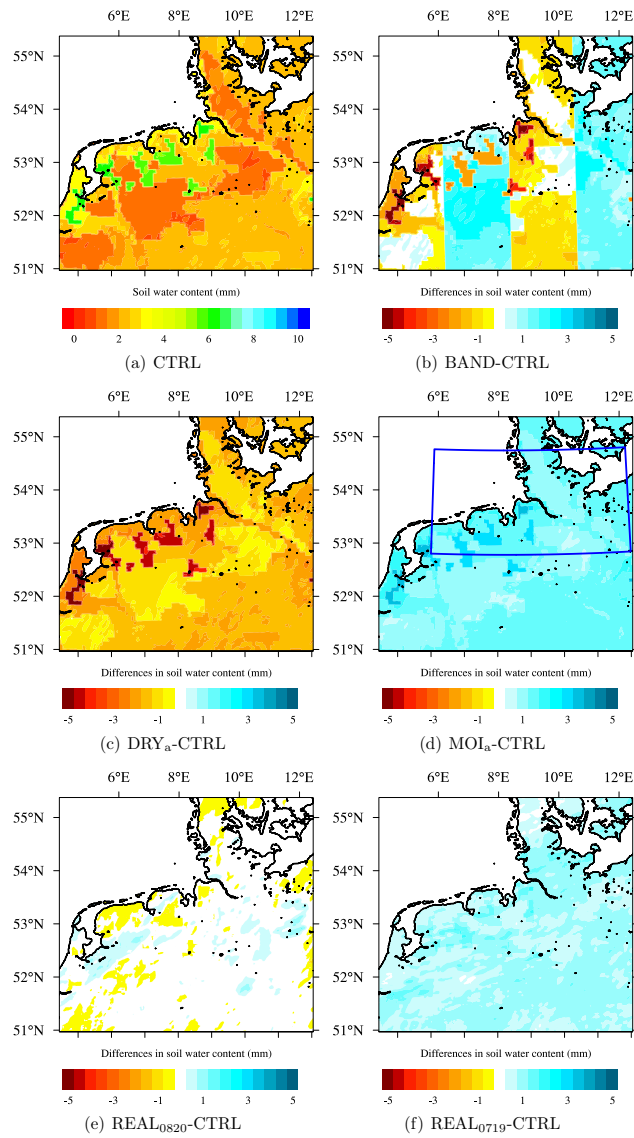 6°E 8°E 10°E 12°E 6°E 8°E 10°E 12°E
55°N 55°N
54°N 54°N
53°N 53°N
52°N 52°N
51°N 51°N
Soil water content (mm) Differences in soil water content (mm)
0 2 4 6 8 10 -5 -3 -1 1 3 5
(a) CTRL (b) BAND-CTRL
6°E 8°E 10°E 12°E 6°E 8°E 10°E 12°E
55°N 55°N
54°N 54°N
53°N 53°N
52°N 52°N
51°N 51°N
Differences in soil water content (mm) Differences in soil water content (mm)
-5 -3 -1 1 3 5 -5 -3 -1 1 3 5
(c) DRYa-CTRL (d) MOIa-CTRL
6°E 8°E 10°E 12°E 6°E 8°E 10°E 12°E
55°N 55°N
54°N 54°N
53°N 53°N
52°N 52°N
51°N 51°N
Differences in soil water content (mm) Differences in soil water content (mm)
-5 -3 -1 1 3 5 -5 -3 -1 1 3 5
(e) REAL0820-CTRL (f) REAL0719-CTRL